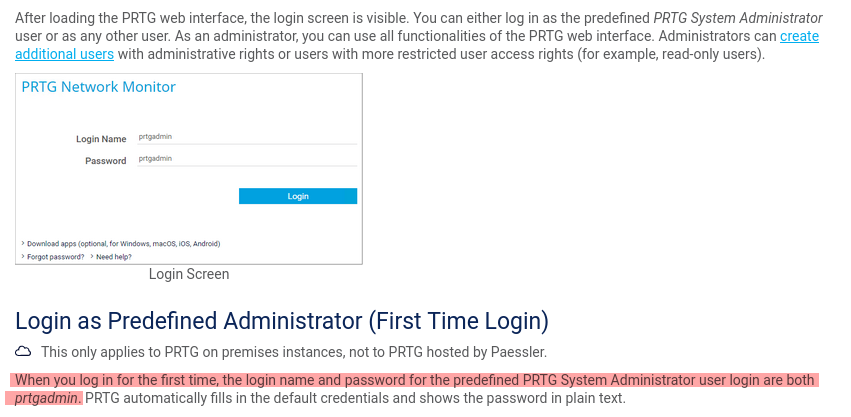 After loading the PRTG web interface, the login screen is visible. You can either log in as the predefined PRTG System Administrator
user or as any other user. As an administrator, you can use all functionalities of the PRTG web interface. Administrators can create
additional users with administrative rights or users with more restricted user access rights (for example, read-only users).
PRTG Network Monitor
Login Name prtgadmin
Password prtgadmin
Login
> Download apps (optional, for Windows, macOS, iOS, Android)
> Forgot password? > Need help?
Login Screen
Login as Predefined Administrator (First Time Login)
This only applies to PRTG on premises instances, not to PRTG hosted by Paessler.
When you log in for the first time, the login name and password for the predefined PRTG System Administrator user login are both
prtgadmin. PRTG automatically fills in the default credentials and shows the password in plain text.